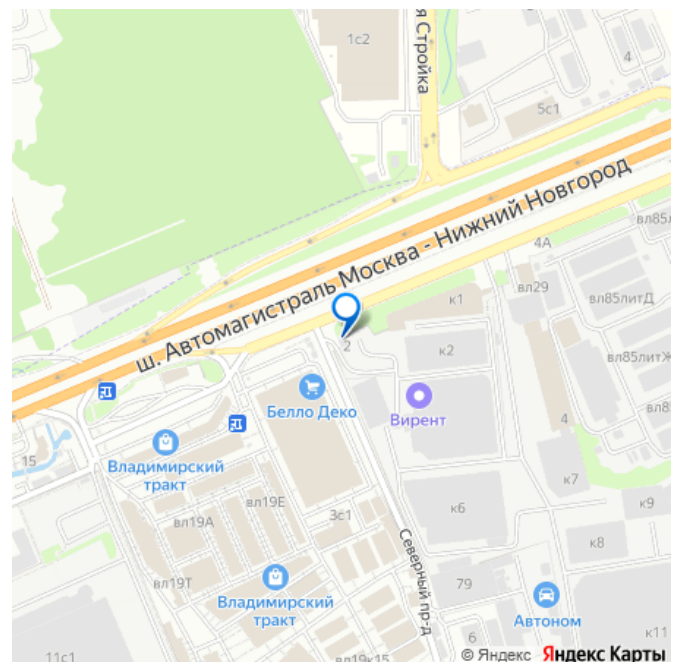 1с2
я Стройка
4
5с1
ш. Автомагистраль Москва - Нижний Новгород
вл85л
4А
вл29
к1
вл85литД
2
к2
вл85литЖ
Белло Деко
Вирент
вл8
4
15
Владимирский
тракт
к7
вл19Е
к6
к9
вл19А
3с1
к8
Северный пр-д
вл19Т
79
Владимирский
тракт
Автоном
6
к11
11с1
вл19к15
© Яндекс Яндекс Карты